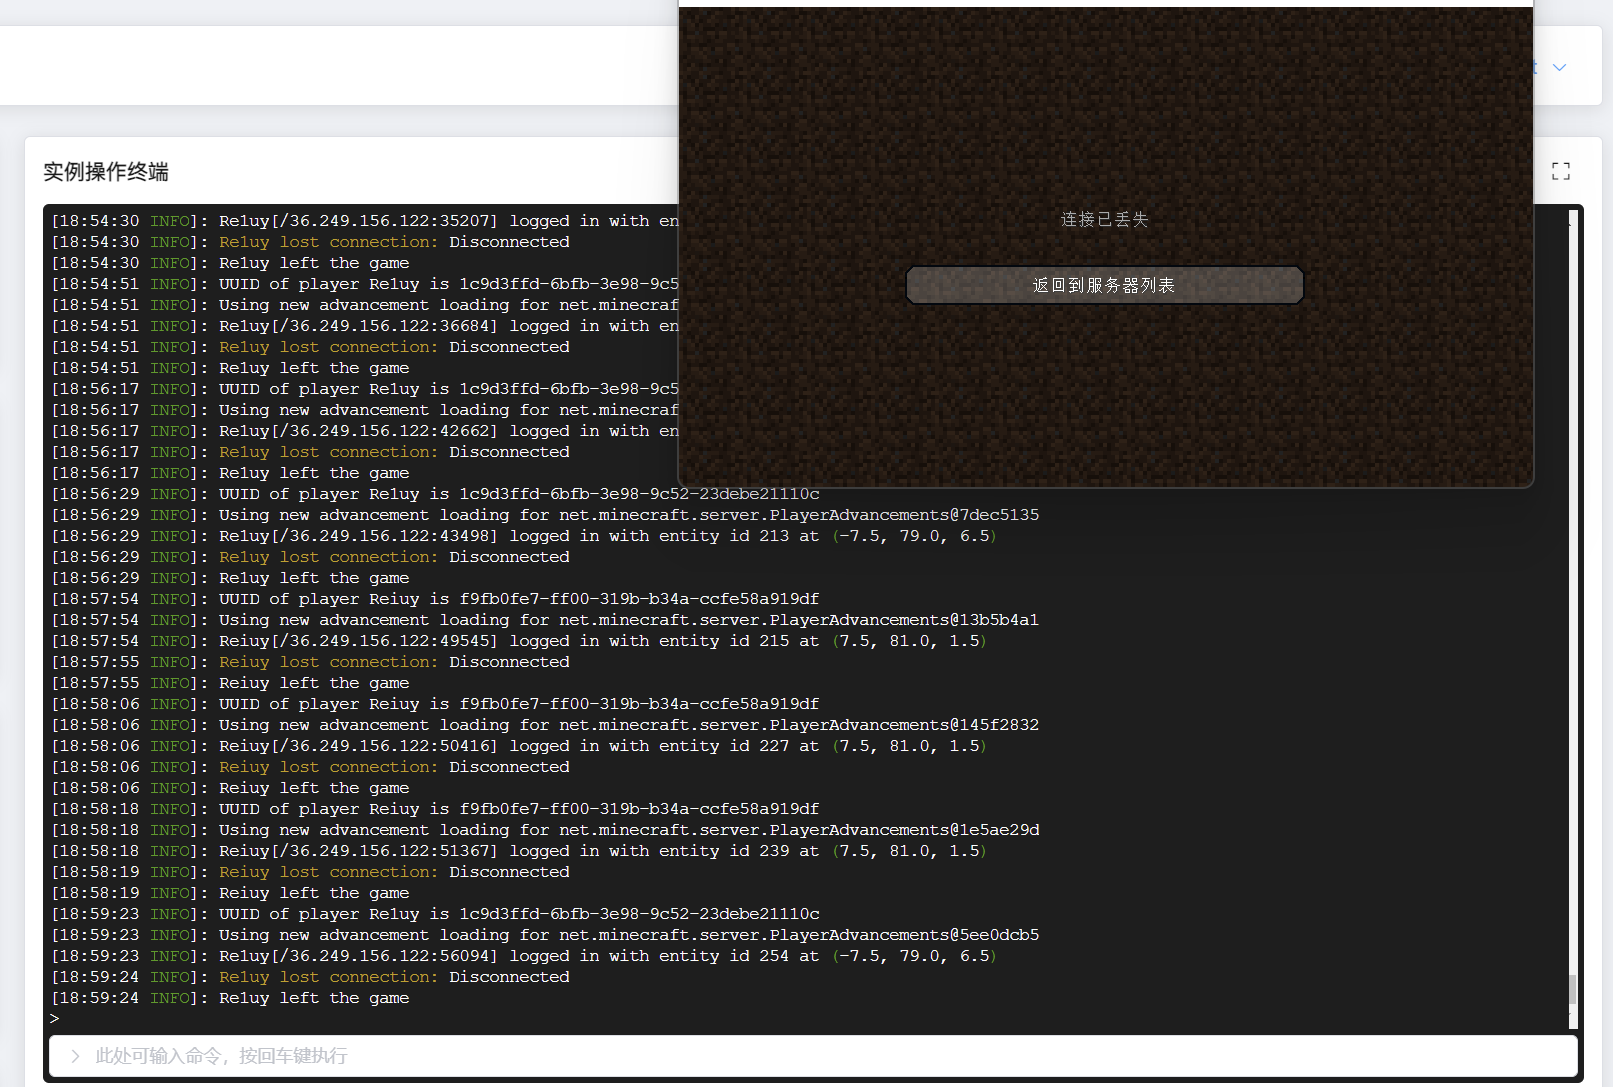 实例操作终端
[18:54:30 INFO]: Re1uy[/36.249.156.122:35207] logged in with en
[18:54:30 INFO]: Re1uy lost connection: Disconnected
[18:54:30 INFO]: Re1uy left the game
[18:54:51 INFO]: UUID of player Re1uy is 1c9d3ffd-6bfb-3e98-9c5
[18:54:51 INFO]: Using new advancement loading for net.minecraf
[18:54:51 INFO]: Re1uy[/36.249.156.122:36684] logged in with en
[18:54:51 INFO]: Re1uy lost connection: Disconnected
[18:54:51 INFO]: Re1uy left the game
[18:56:17 INFO]: UUID of player Re1uy is 1c9d3ffd-6bfb-3e98-9c5
[18:56:17 INFO]: Using new advancement loading for net.minecraf
[18:56:17 INFO]: Re1uy[/36.249.156.122:42662] logged in with en
[18:56:17 INFO]: Re1uy lost connection: Disconnected
[18:56:17 INFO]: Re1uy left the game
[18:56:29 INFO]: UUID of player Re1uy is 1c9d3ffd-6bfb-3e98-9c52-23debe21110c
[18:56:29 INFO]: Using new advancement loading for net.minecraft.server.PlayerAdvancements@7dec5135
[18:56:29 INFO]: Re1uy[/36.249.156.122:43498] logged in with entity id 213 at (-7.5, 79.0, 6.5)
[18:56:29 INFO]: Re1uy lost connection: Disconnected
[18:56:29 INFO]: Re1uy left the game
[18:57:54 INFO]: UUID of player Reiuy is f9fb0fe7-ff00-319b-b34a-ccfe58a919df
[18:57:54 INFO]: Using new advancement loading for net.minecraft.server.PlayerAdvancements@13b5b4a1
[18:57:54 INFO]: Reiuy[/36.249.156.122:49545] logged in with entity id 215 at (7.5, 81.0, 1.5)
[18:57:55 INFO]: Reiuy lost connection: Disconnected
[18:57:55 INFO]: Reiuy left the game
[18:58:06 INFO]: UUID of player Reiuy is f9fb0fe7-ff00-319b-b34a-ccfe58a919df
[18:58:06 INFO]: Using new advancement loading for net.minecraft.server.PlayerAdvancements@145f2832
[18:58:06 INFO]: Reiuy[/36.249.156.122:50416] logged in with entity id 227 at (7.5, 81.0, 1.5)
[18:58:06 INFO]: Reiuy lost connection: Disconnected
[18:58:06 INFO]: Reiuy left the game
[18:58:18 INFO]: UUID of player Reiuy is f9fb0fe7-ff00-319b-b34a-ccfe58a919df
[18:58:18 INFO]: Using new advancement loading for net.minecraft.server.PlayerAdvancements@1e5ae29d
[18:58:18 INFO]: Reiuy[/36.249.156.122:51367] logged in with entity id 239 at (7.5, 81.0, 1.5)
[18:58:19 INFO]: Reiuy lost connection: Disconnected
[18:58:19 INFO]: Reiuy left the game
[18:59:23 INFO]: UUID of player Re1uy is 1c9d3ffd-6bfb-3e98-9c52-23debe21110c
[18:59:23 INFO]: Using new advancement loading for net.minecraft.server.PlayerAdvancements@5ee0dcb5
[18:59:23 INFO]: Re1uy[/36.249.156.122:56094] logged in with entity id 254 at (-7.5, 79.0, 6.5)
[18:59:24 INFO]: Re1uy lost connection: Disconnected
[18:59:24 INFO]: Re1uy left the game
>
此处可输入命令，按回车键执行
连接已丢失
返回到服务器列表